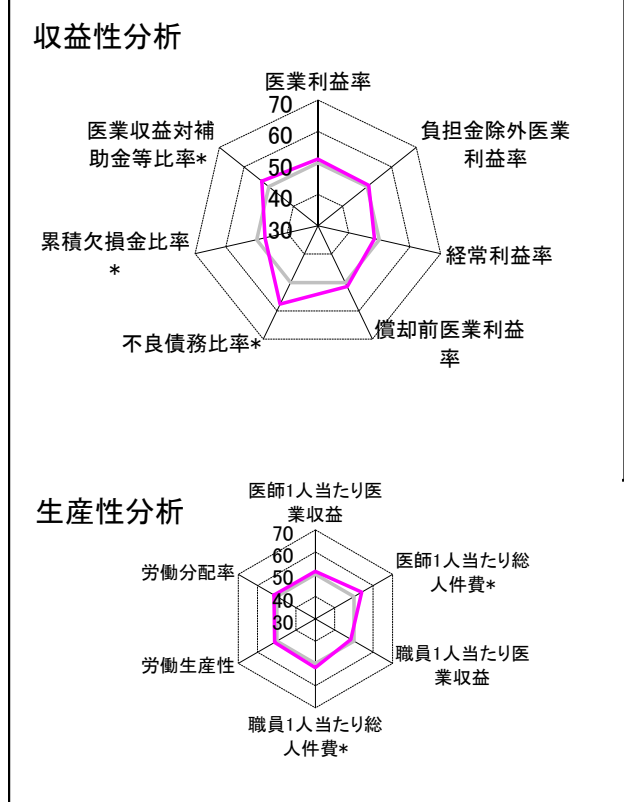 収益性分析
医業利益率
負担金除外医業
利益率
経常利益率
償却前医業利益
率
不良債務比率*
累積欠損金比率
*
医業収益対補
助金等比率*
70
60
50
40
30
生産性分析
医師1人当たり医
業収益
医師1人当たり総
人件費*
職員1人当たり医
業収益
職員1人当たり総
人件費*
労働生産性
労働分配率
70
60
50
40
30